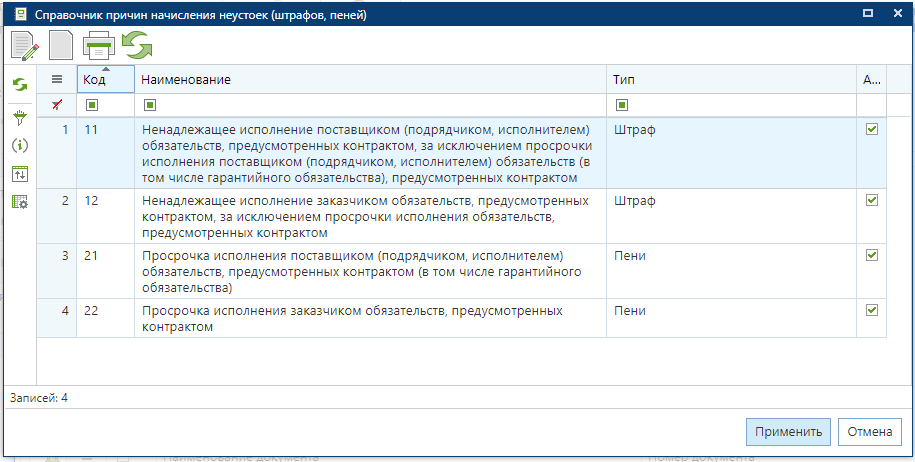 Справочник причин начисления неустоек (штрафов, пеней)
Код Наименование Тип А...
1 11 Ненадлежащее исполнение поставщиком (подрядчиком, исполнителем) Штраф
обязательств, предусмотренных контрактом, за исключением просрочки
исполнения поставщиком (подрядчиком, исполнителем) обязательств (в
том числе гарантийного обязательства), предусмотренных контрактом
2 12 Ненадлежащее исполнение заказчиком обязательств, предусмотренных Штраф
контрактом, за исключением просрочки исполнения обязательств,
предусмотренных контрактом
3 21 Просрочка исполнения поставщиком (подрядчиком, исполнителем) Пени
обязательств, предусмотренных контрактом (в том числе гарантийного
обязательства)
4 22 Просрочка исполнения заказчиком обязательств, предусмотренных Пени
контрактом
Записей: 4
Применить Отмена
Наименование документа Номер документа